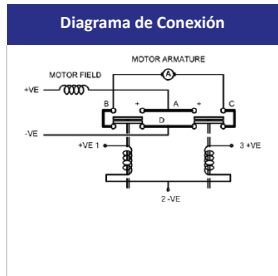 Diagrama de Conexión
MOTOR ARMATURE
A
MOTOR FIELD
+VE
B + A + C
D
-VE
+VE 1
3 +VE
2 -VE